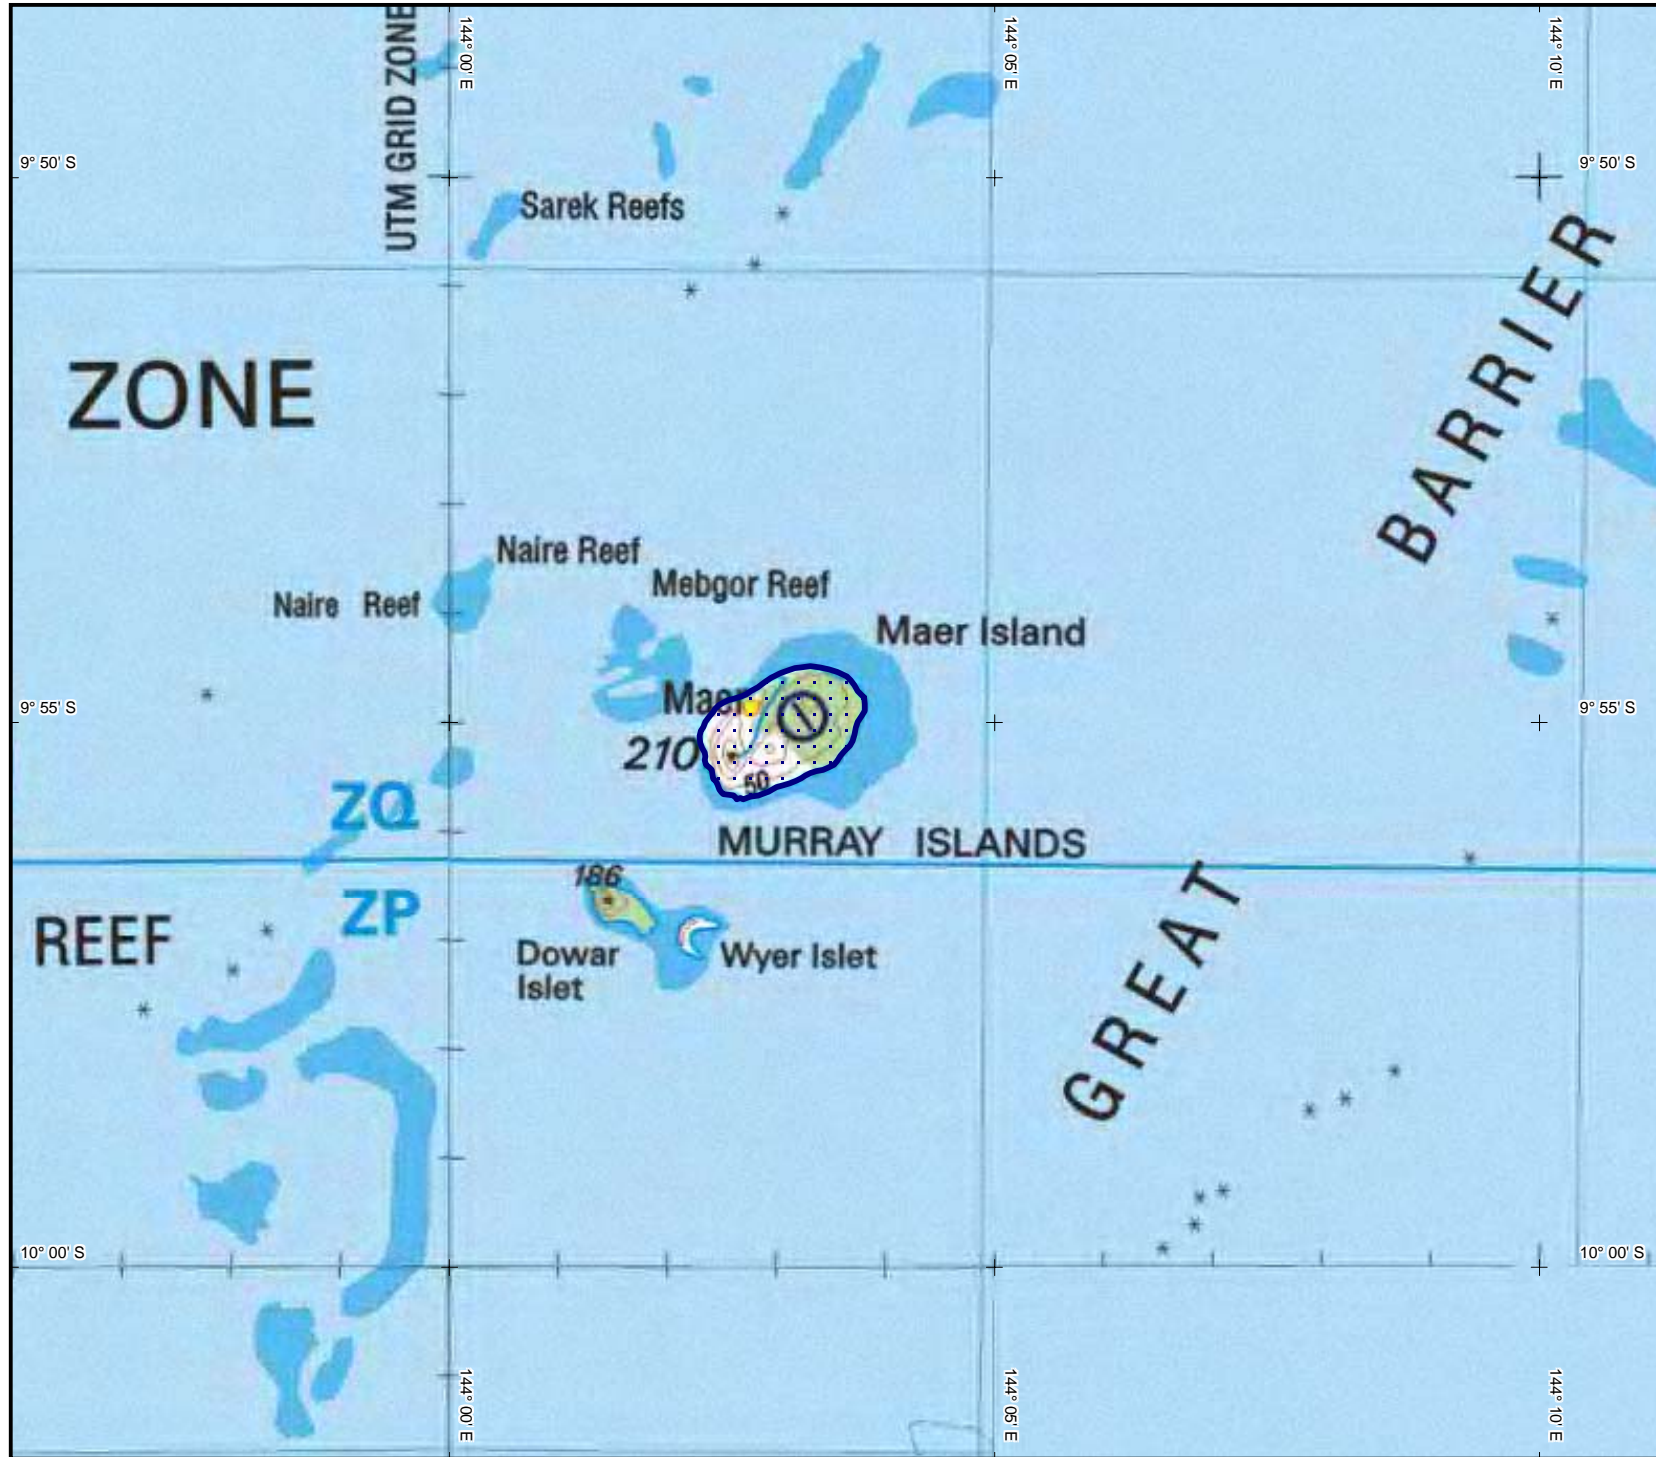 UTM GRID ZONE
144° 00' E
144° 05' E
144° 10' E
9° 50' S
9° 50' S
Sarek Reefs
BARRIER
ZONE
Naire Reef
Mebgor Reef
Naire Reef
Maer Island
Maer
9° 55' S
9° 55' S
210
50
ZQ
MURRAY ISLANDS
186
ZP
REEF
Dowar
Islet
Wyer Islet
GREAT
10° 00' S
10° 00' S
144° 00' E
144° 05' E
144° 10' E